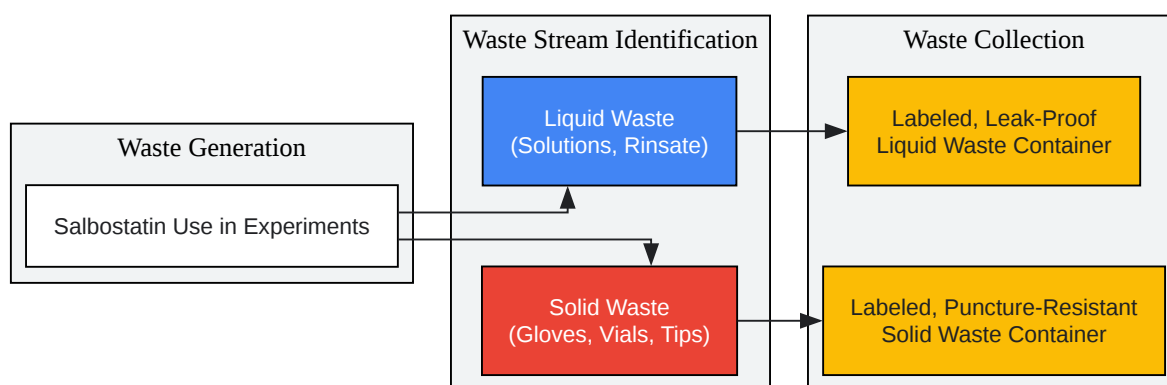 Waste Generation
Salbostatin Use in Experiments
Waste Stream Identification
Liquid Waste
(Solutions, Rinsate)
Solid Waste
(Gloves, Vials, Tips)
Waste Collection
Labeled, Leak-Proof
Liquid Waste Container
Labeled, Puncture-Resistant
Solid Waste Container